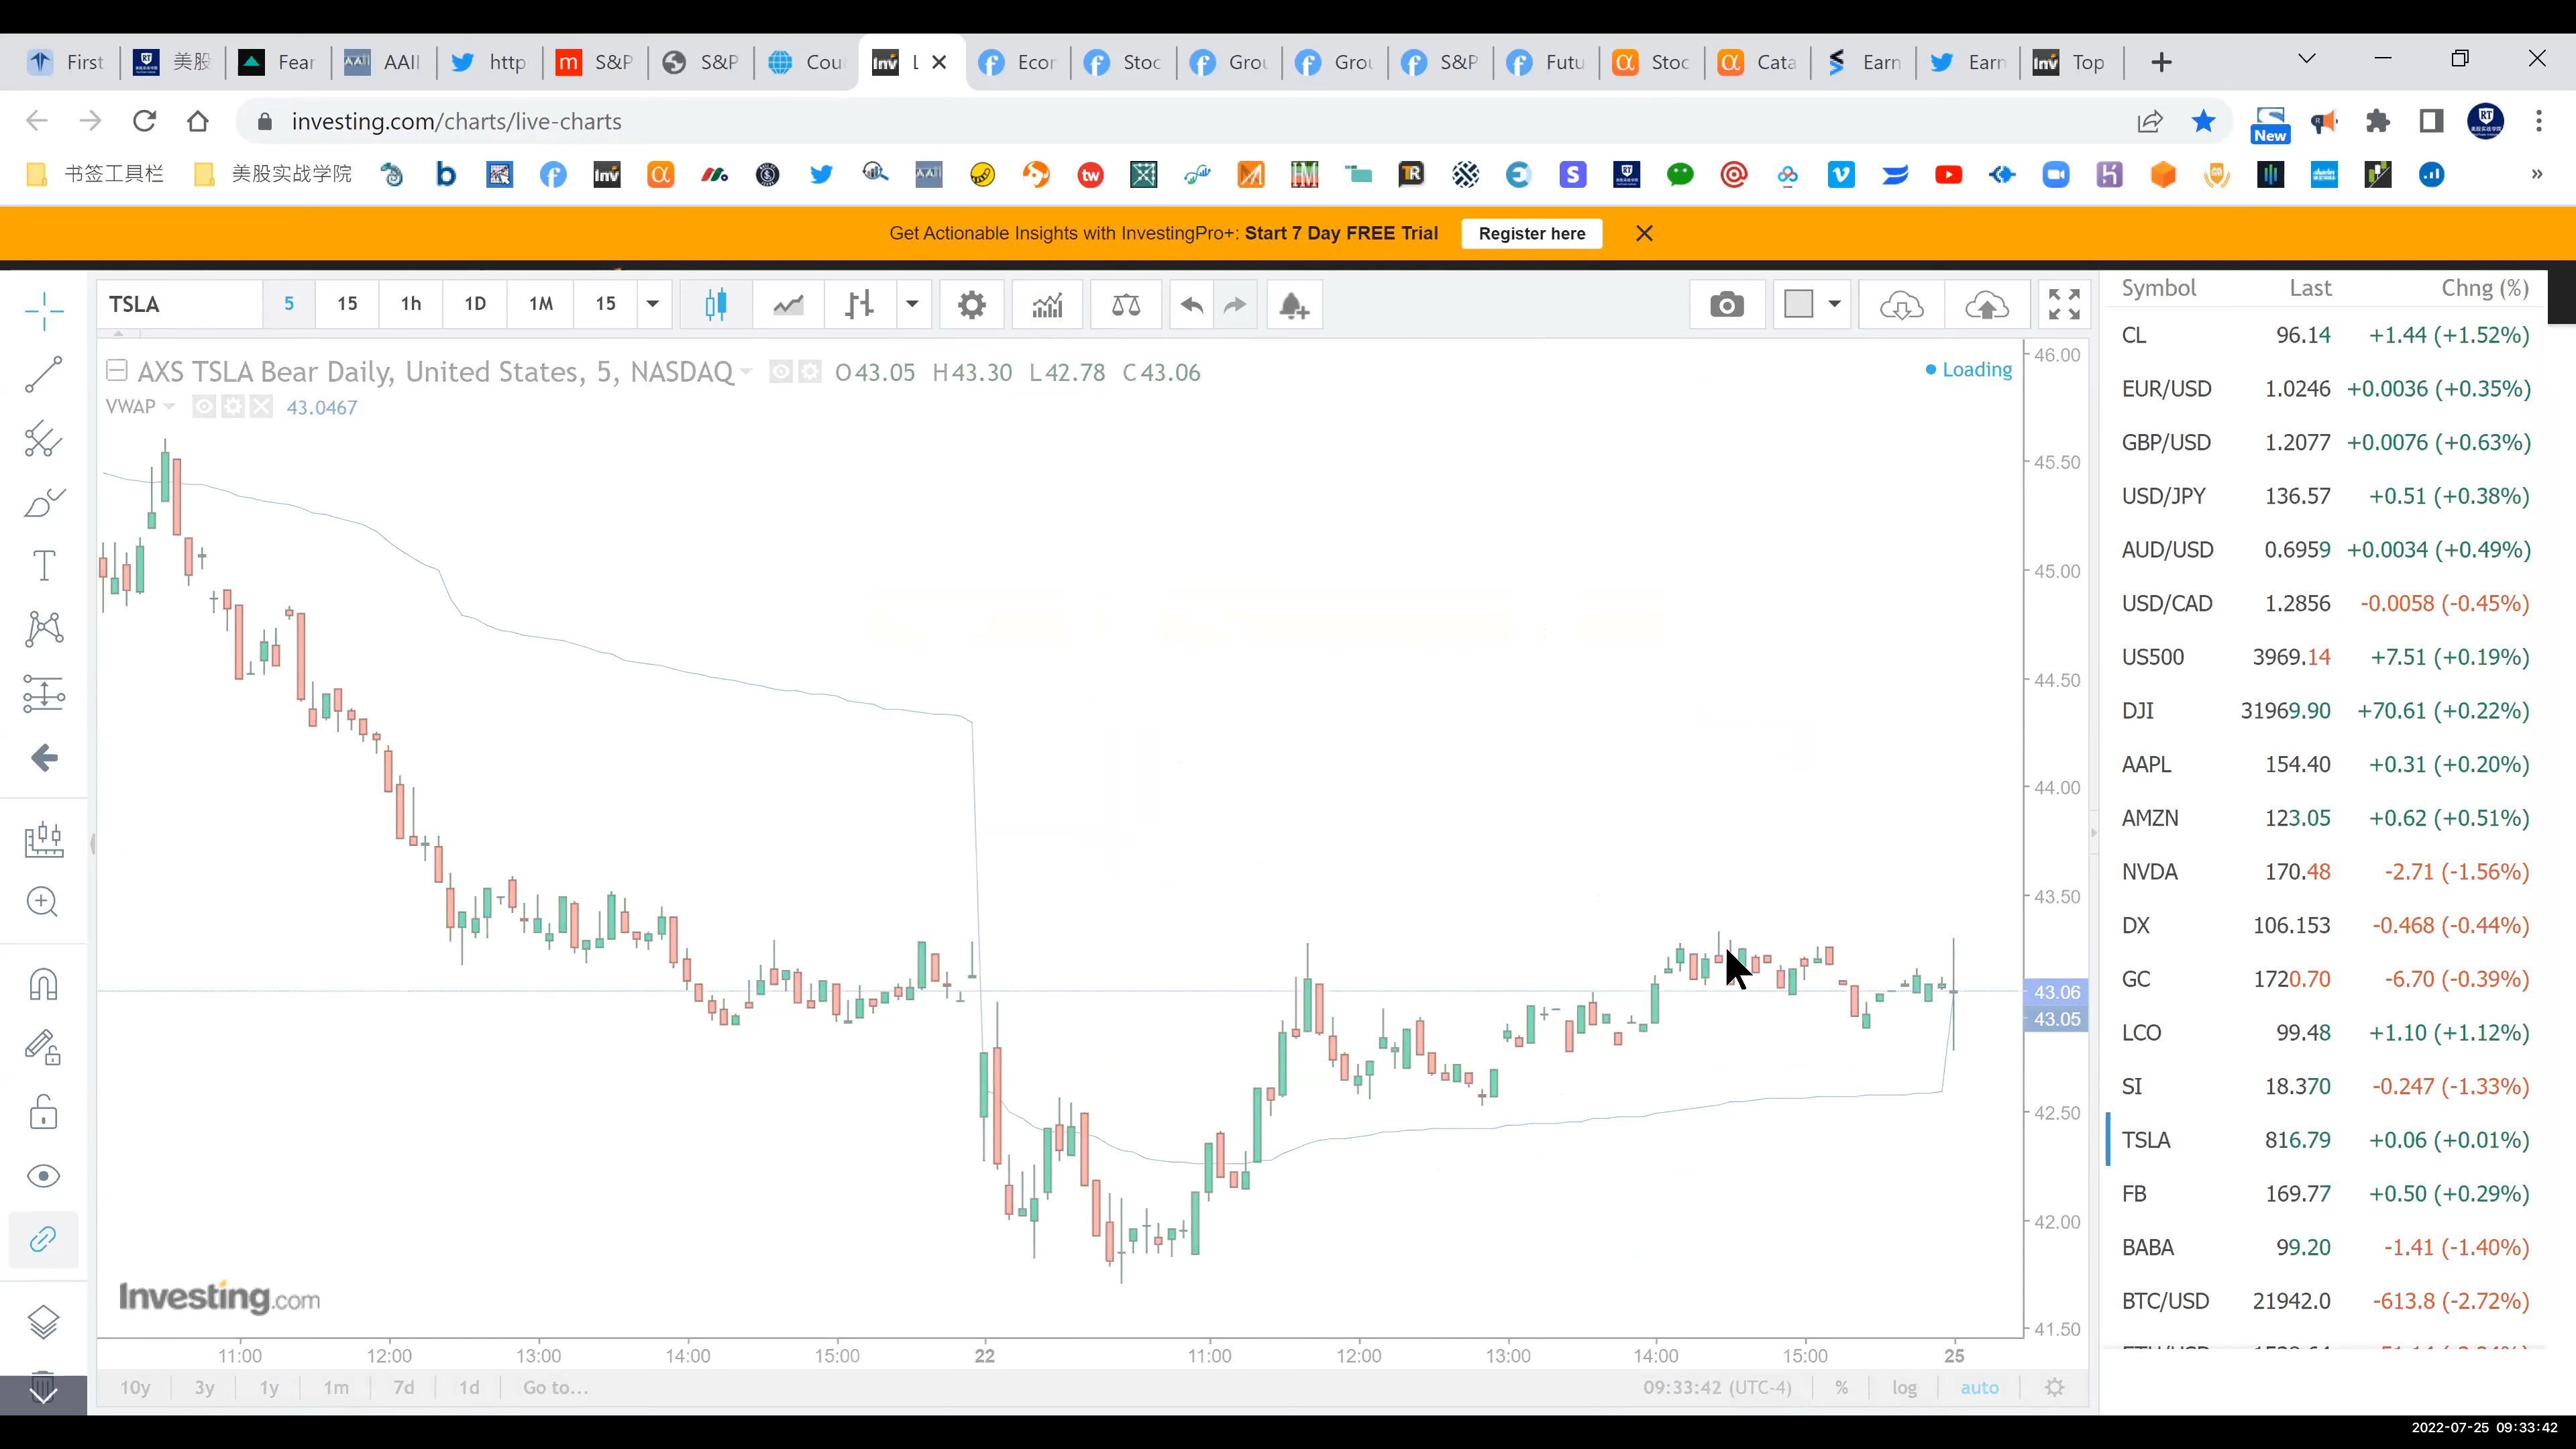 First 美股 Fear AAII http S&P S&P Cou L Ecor Stoc Grou Grou S&P Futu Stoc Cata Earn Earn Top
investing.com/charts/live-charts
New
书签工具栏 美股实战学院
Get Actionable Insights with InvestingPro+: Start 7 Day FREE Trial Register here
TSLA 5 15 1h 1D 1M 15
Symbol Last Chng (%)
AXS TSLA Bear Daily, United States, 5, NASDAQ O43.05 H43.30 L42.78 C43.06
Loading
VWAP 43.0467
CL 96.14 +1.44 (+1.52%)
EUR/USD 1.0246 +0.0036 (+0.35%)
GBP/USD 1.2077 +0.0076 (+0.63%)
USD/JPY 136.57 +0.51 (+0.38%)
AUD/USD 0.6959 +0.0034 (+0.49%)
USD/CAD 1.2856 -0.0058 (-0.45%)
US500 3969.14 +7.51 (+0.19%)
DJI 31969.90 +70.61 (+0.22%)
AAPL 154.40 +0.31 (+0.20%)
AMZN 123.05 +0.62 (+0.51%)
NVDA 170.48 -2.71 (-1.56%)
DX 106.153 -0.468 (-0.44%)
GC 1720.70 -6.70 (-0.39%)
LCO 99.48 +1.10 (+1.12%)
SI 18.370 -0.247 (-1.33%)
TSLA 816.79 +0.06 (+0.01%)
FB 169.77 +0.50 (+0.29%)
BABA 99.20 -1.41 (-1.40%)
BTC/USD 21942.0 -613.8 (-2.72%)
46.00
45.50
45.00
44.50
44.00
43.50
43.06
43.05
42.50
42.00
41.50
Investing.com
11:00 12:00 13:00 14:00 15:00 22 11:00 12:00 13:00 14:00 15:00 25
10y 3y 1y 1m 7d 1d Go to... 09:33:42 (UTC-4) % log auto
2022-07-25 09:33:42